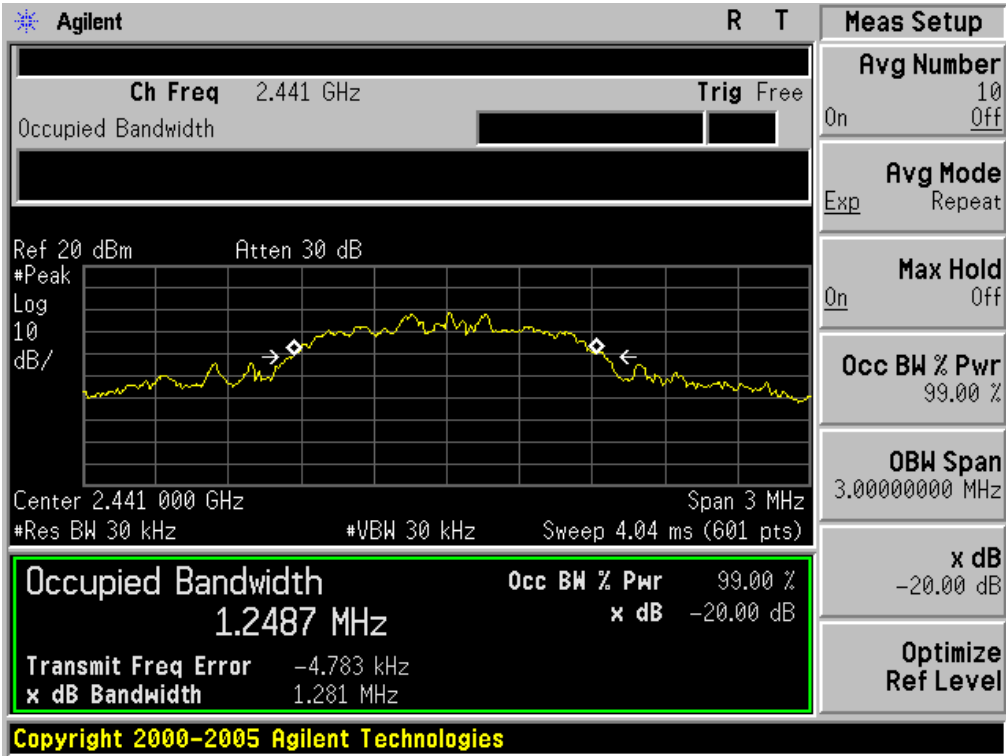 Agilent R T
Ch Freq 2.441 GHz Trig Free
Occupied Bandwidth
Ref 20 dBm Atten 30 dB
#Peak
Log
10
dB/
Center 2.441 000 GHz Span 3 MHz
#Res BW 30 kHz #VBW 30 kHz Sweep 4.04 ms (601 pts)
Occupied Bandwidth Occ BW % Pwr 99.00 %
1.2487 MHz x dB -20.00 dB
Transmit Freq Error -4.783 kHz
x dB Bandwidth 1.281 MHz
Copyright 2000-2005 Agilent Technologies
Meas Setup
Avg Number
10
On Off
Avg Mode
Exp Repeat
Max Hold
On Off
Occ BW % Pwr
99.00 %
OBW Span
3.00000000 MHz
x dB
-20.00 dB
Optimize
Ref Level